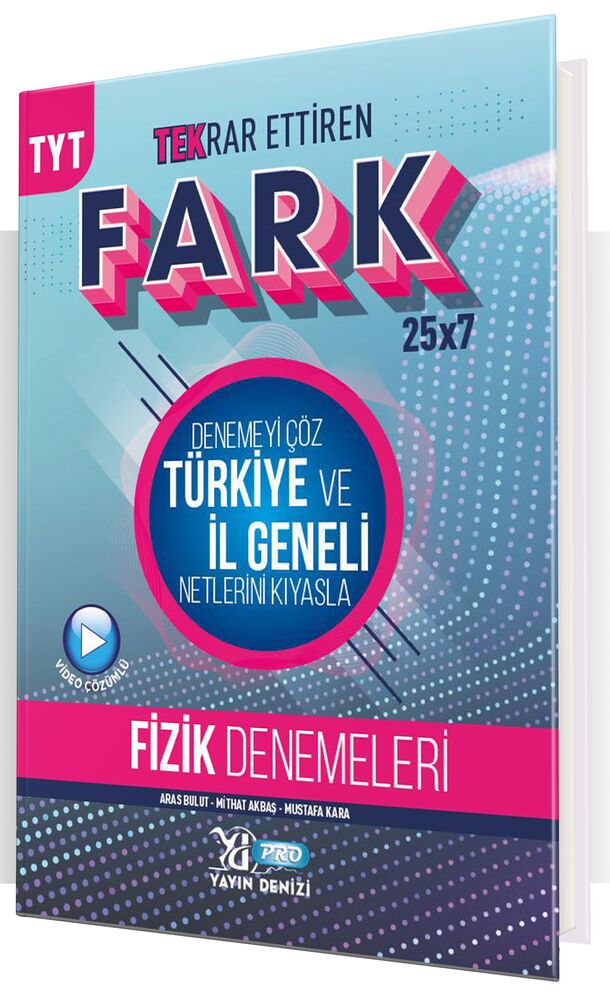 TYT
TEKRAR ETTİREN
FARK
25x7
DENEMEYİ ÇÖZ
TÜRKİYE VE
İL GENELİ
NETLERİNİ KIYASLA
VİDEO ÇÖZÜMLÜ
FİZİK DENEMELERİ
ARAS BULUT - MİTHAT AKBAŞ - MUSTAFA KARA
YD PRO
YAYIN DENİZİ